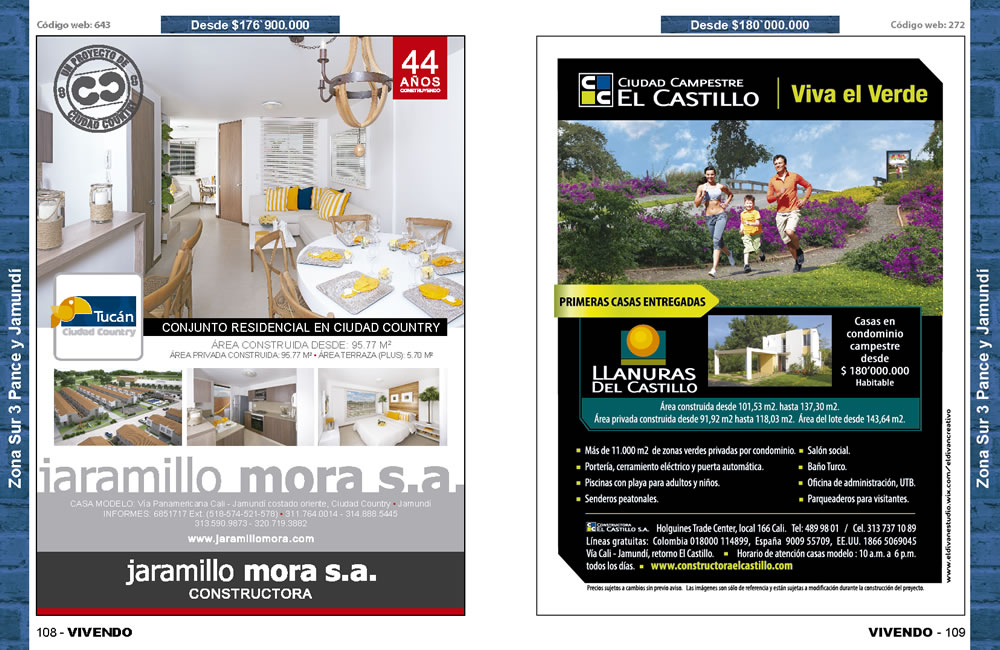 Código web: 643
Desde $176`900.000
UN PROYECTO DE
CIUDAD COUNTRY
44
AÑOS
CONSTRUYENDO
Tucán
Ciudad Country
CONJUNTO RESIDENCIAL EN CIUDAD COUNTRY
ÁREA CONSTRUIDA DESDE: 95.77 M²
ÁREA PRIVADA CONSTRUIDA: 95.77 M² • ÁREA TERRAZA (PLUS): 5.70 M²
jaramillo mora s.a.
CASA MODELO: Vía Panamericana Cali - Jamundí costado oriente, Ciudad Country • Jamundí
INFORMES: 6851717 Ext. (518-574-521-578) • 311.764.0014 - 314.888.5445
313.590.9873 - 320.719.3882
www.jaramillomora.com
jaramillo mora s.a.
CONSTRUCTORA
108 - VIVENDO
Zona Sur 3 Pance y Jamundí
Desde $180`000.000
Código web: 272
CIUDAD CAMPESTRE
EL CASTILLO
Viva el Verde
PRIMERAS CASAS ENTREGADAS
LLANURAS
DEL CASTILLO
Casas en
condominio
campestre
desde
$ 180’000.000
Habitable
Área construida desde 101,53 m2. hasta 137,30 m2.
Área privada construida desde 91,92 m2 hasta 118,03 m2. Área del lote desde 143,64 m2.
Más de 11.000 m2 de zonas verdes privadas por condominio.
Portería, cerramiento eléctrico y puerta automática.
Piscinas con playa para adultos y niños.
Senderos peatonales.
Salón social.
Baño Turco.
Oficina de administración, UTB.
Parqueaderos para visitantes.
CONSTRUCTORA
EL CASTILLO S.A.
Holguines Trade Center, local 166 Cali. Tel: 489 98 01 / Cel. 313 737 10 89
Líneas gratuitas: Colombia 018000 114899, España 9009 55709, EE.UU. 1866 5069045
Vía Cali - Jamundí, retorno El Castillo. Horario de atención casas modelo : 10 a.m. a 6 p.m.
todos los días. www.constructoraelcastillo.com
Precios sujetos a cambios sin previo aviso. Las imágenes son sólo de referencia y están sujetas a modificación durante la construcción del proyecto.
www.eldivanestudio.wix.com/eldivancreativo
VIVENDO - 109
Zona Sur 3 Pance y Jamundí